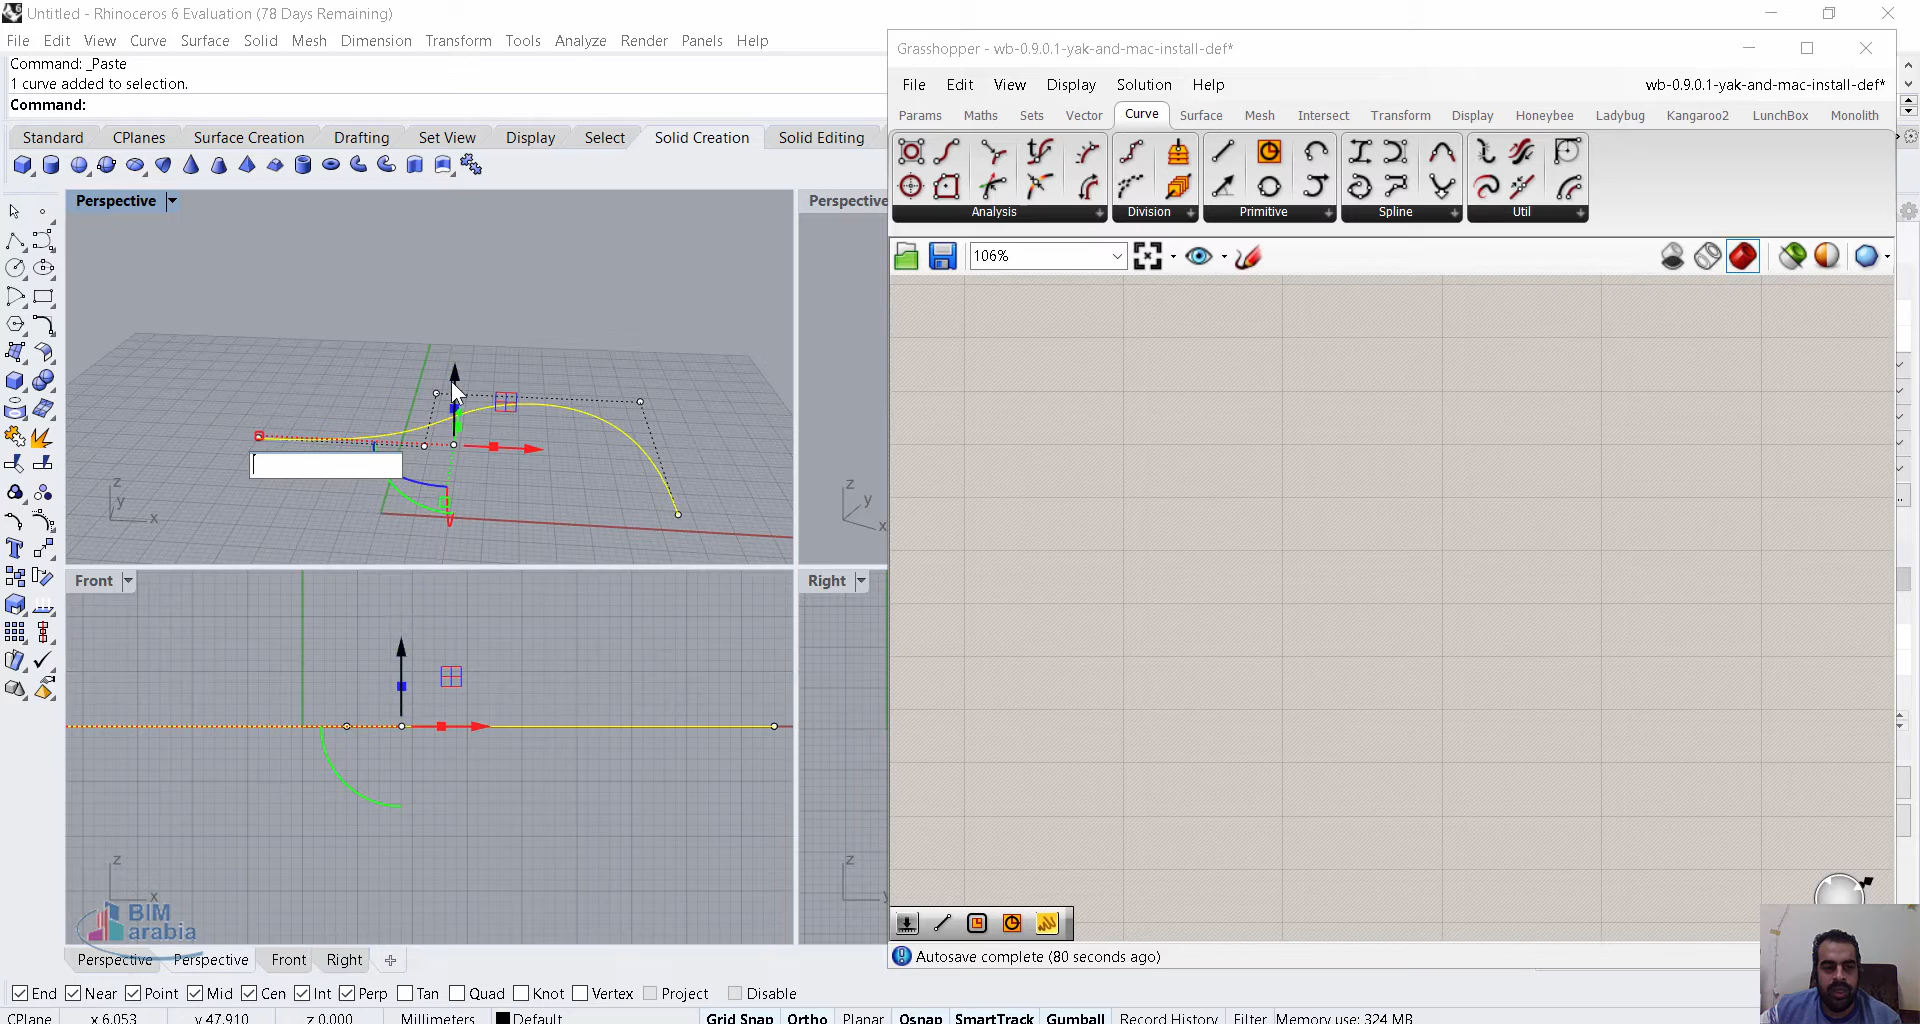 Untitled - Rhinoceros 6 Evaluation (78 Days Remaining)
File Edit View Curve Surface Solid Mesh Dimension Transform Tools Analyze Render Panels Help
Command: _Paste
1 curve added to selection.
Command:
Standard CPlanes Surface Creation Drafting Set View Display Select Solid Creation Solid Editing
Perspective
Perspective
z
y
x
z
y
x
Front
Right
z
x
z
BIM
arabia
Perspective Perspective Front Right
End Near Point Mid Cen Int Perp Tan Quad Knot Vertex Project Disable
CPlane x 6.053 y 47.910 z 0.000 Millimeters Default Grid Snap Ortho Planar Osnap SmartTrack Gumball Record History Filter Memory use: 324 MB
Grasshopper - wb-0.9.0.1-yak-and-mac-install-def*
File Edit View Display Solution Help
wb-0.9.0.1-yak-and-mac-install-def*
Params Maths Sets Vector Curve Surface Mesh Intersect Transform Display Honeybee Ladybug Kangaroo2 LunchBox Monolith
Analysis Division Primitive Spline Util
106%
Autosave complete (80 seconds ago)